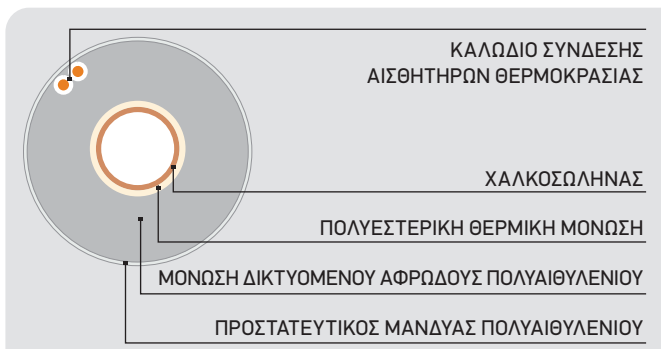 ΚΑΛΩΔΙΟ ΣΥΝΔΕΣΗΣ
ΑΙΣΘΗΤΗΡΩΝ ΘΕΡΜΟΚΡΑΣΙΑΣ
ΧΑΛΚΟΣΩΛΗΝΑΣ
ΠΟΛΥΕΣΤΕΡΙΚΗ ΘΕΡΜΙΚΗ ΜΟΝΩΣΗ
ΜΟΝΩΣΗ ΔΙΚΤΥΟΜΕΝΟΥ ΑΦΡΩΔΟΥΣ ΠΟΛΥΑΙΘΥΛΕΝΙΟΥ
ΠΡΟΣΤΑΤΕΥΤΙΚΟΣ ΜΑΝΔΥΑΣ ΠΟΛΥΑΙΘΥΛΕΝΙΟΥ